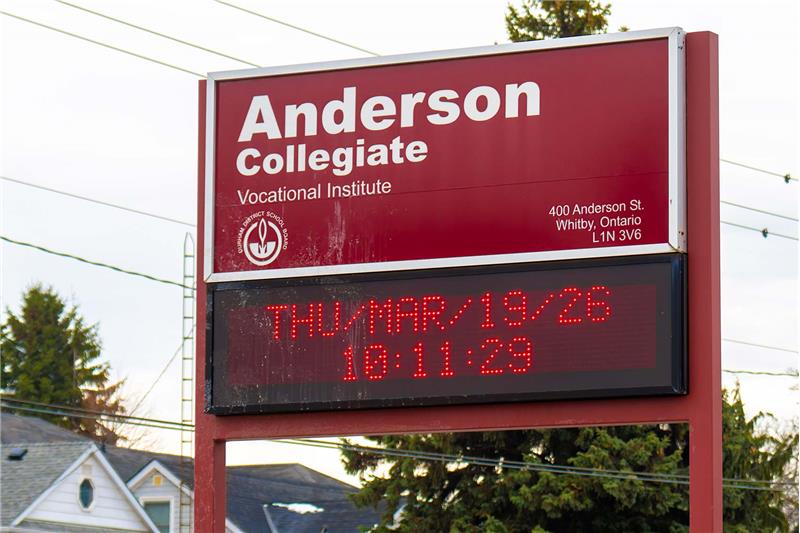 Anderson
Collegiate
Vocational Institute
DURHAM DISTRICT SCHOOL BOARD
400 Anderson St.
Whitby, Ontario
L1N 3V6
THU/MAR/19/26
10:11:29